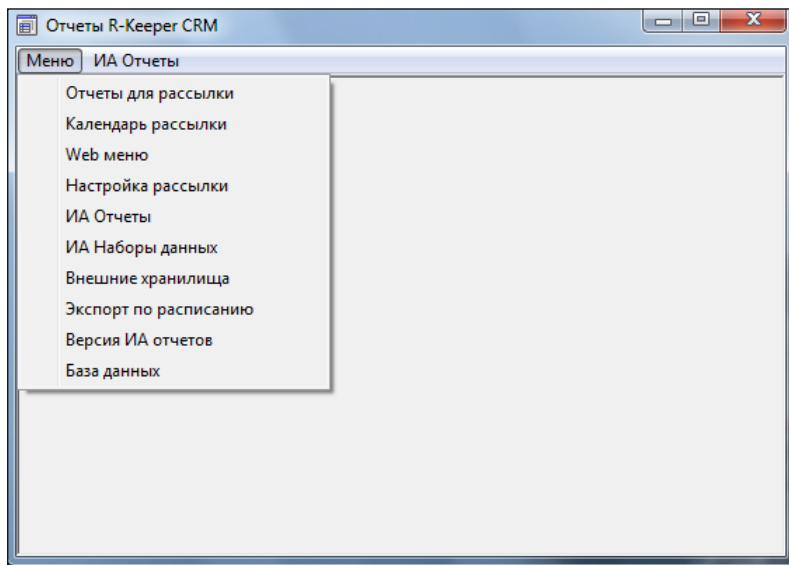 Отчеты R-Keeper CRM
Меню ИА Отчеты
Отчеты для рассылки
Календарь рассылки
Web меню
Настройка рассылки
ИА Отчеты
ИА Наборы данных
Внешние хранилища
Экспорт по расписанию
Версия ИА отчетов
База данных